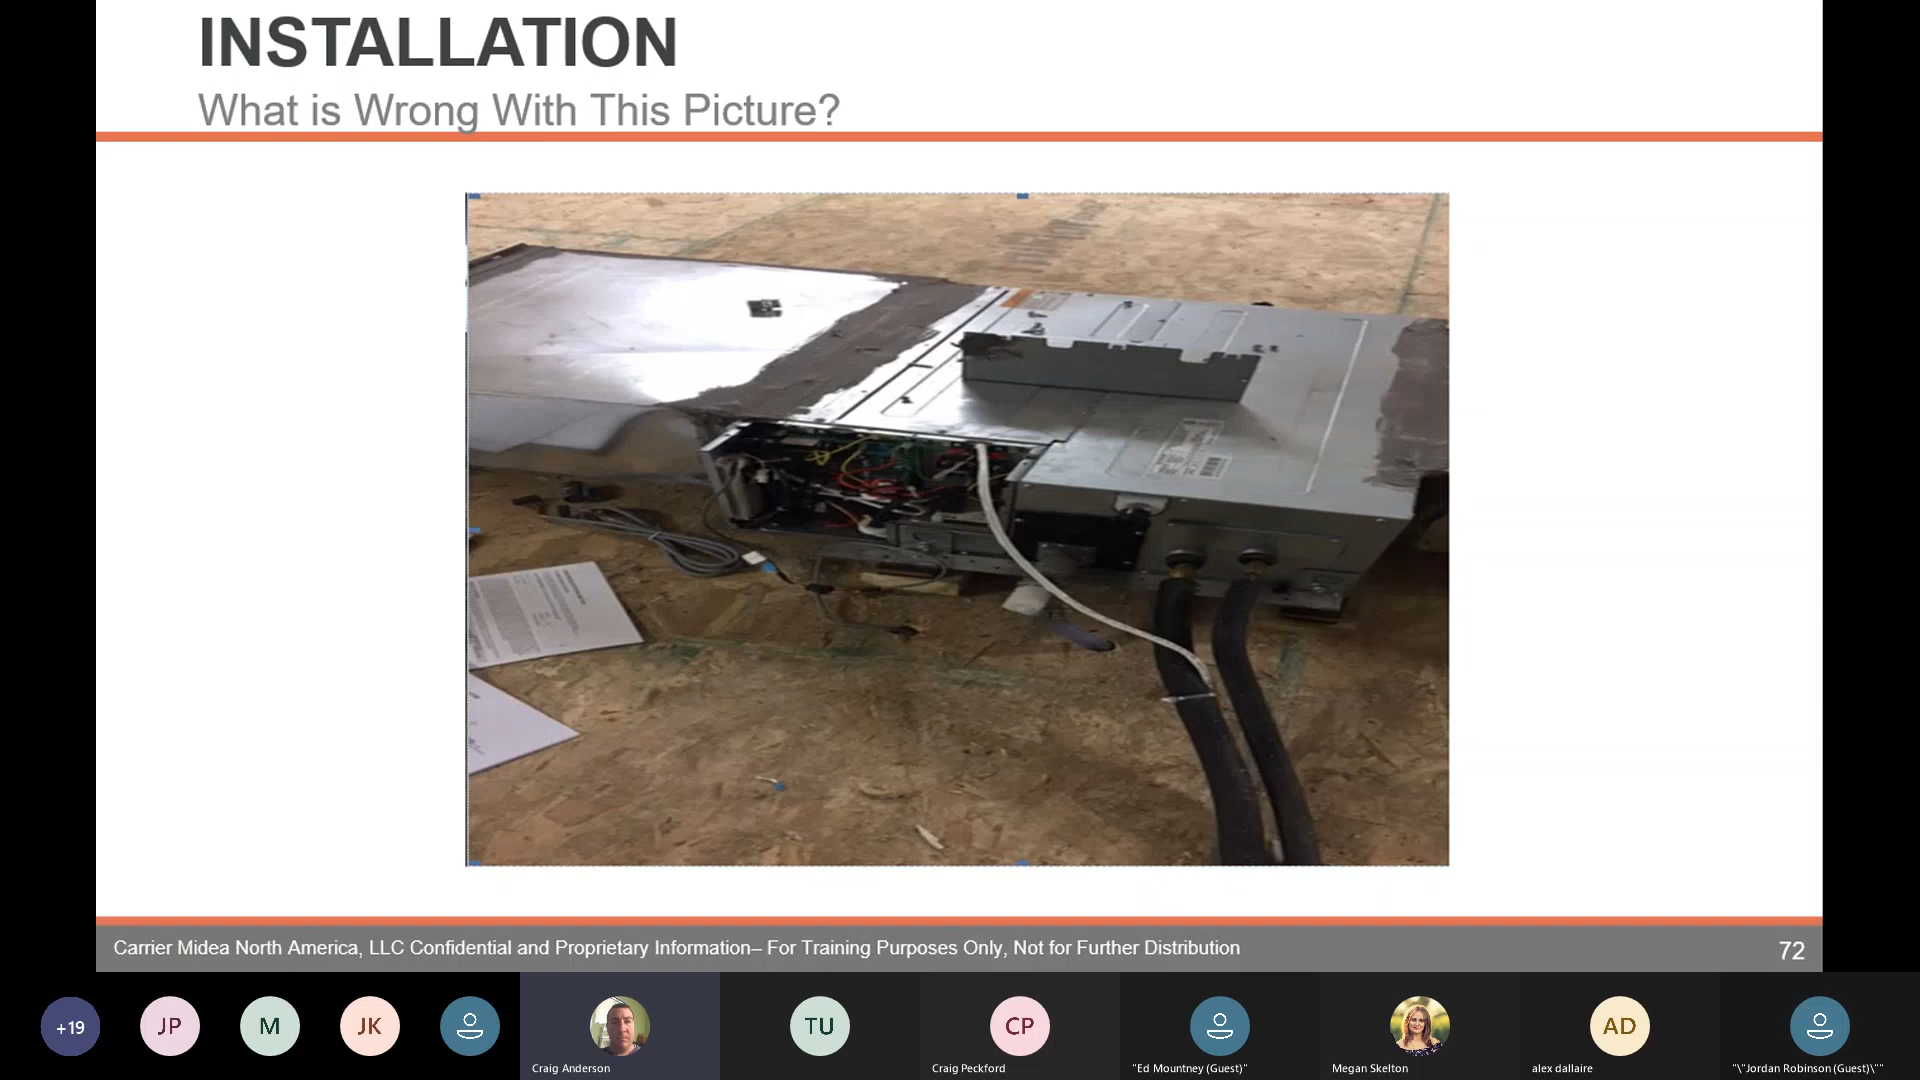 INSTALLATION
What is Wrong With This Picture?
Carrier Midea North America, LLC Confidential and Proprietary Information– For Training Purposes Only, Not for Further Distribution
72
+19
JP
M
JK
TU
CP
AD
Craig Anderson
Craig Peckford
"Ed Mountney (Guest)"
Megan Skelton
alex dallaire
"\"Jordan Robinson (Guest)\""